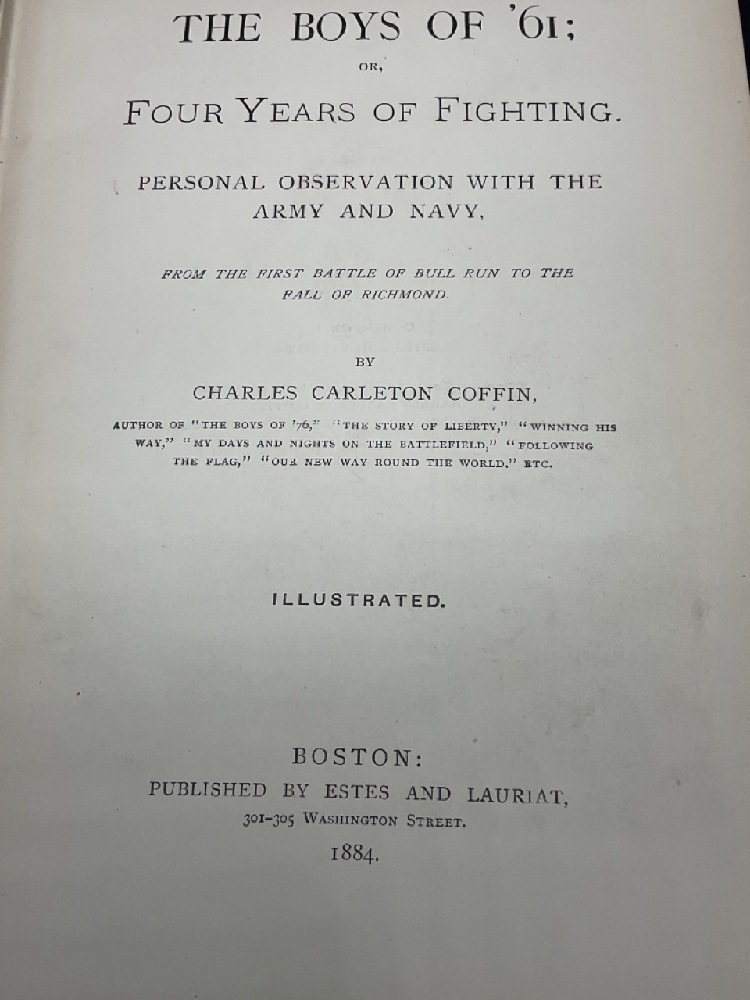 THE BOYS OF '61;
OR,
FOUR YEARS OF FIGHTING.
PERSONAL OBSERVATION WITH THE
ARMY AND NAVY,
FROM THE FIRST BATTLE OF BULL RUN TO THE
FALL OF RICHMOND.
BY
CHARLES CARLETON COFFIN,
AUTHOR OF "THE BOYS OF '76," "THE STORY OF LIBERTY," "WINNING HIS
WAY," "MY DAYS AND NIGHTS ON THE BATTLEFIELD," "FOLLOWING
THE FLAG," "OUR NEW WAY ROUND THE WORLD," ETC.
ILLUSTRATED.
BOSTON:
PUBLISHED BY ESTES AND LAURIAT,
301-305 WASHINGTON STREET.
1884.